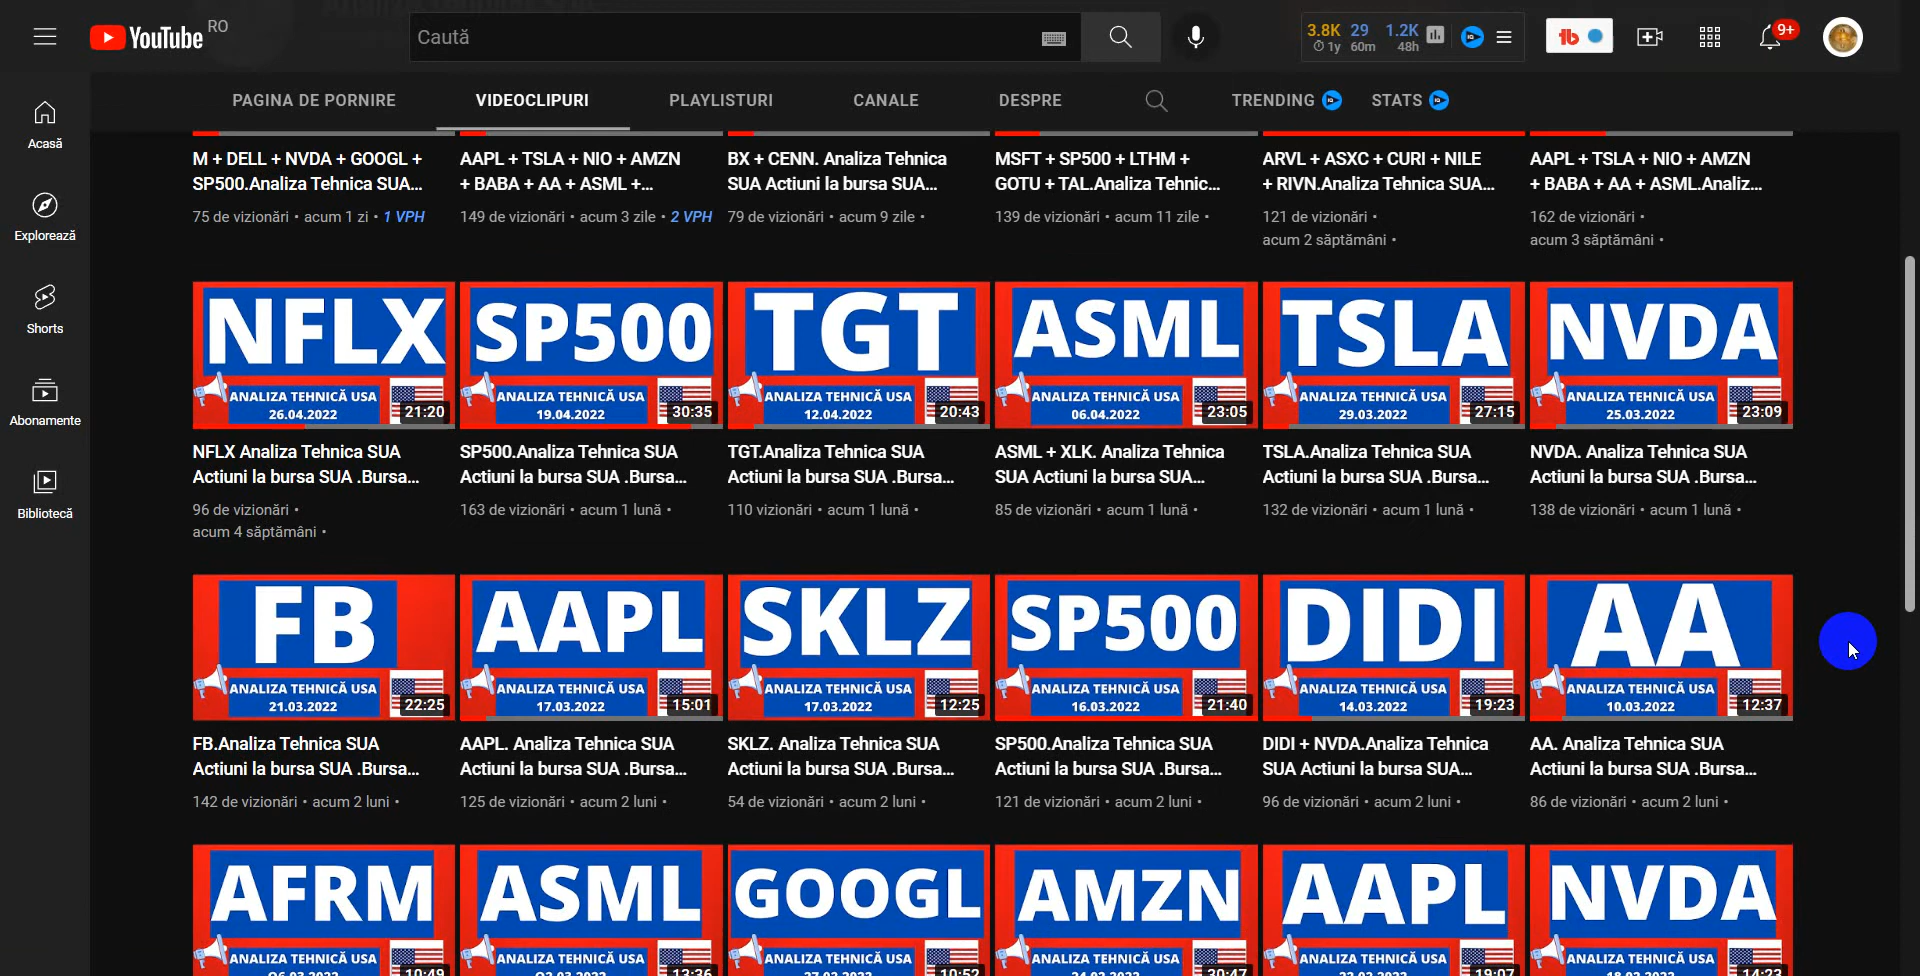 YouTube RO
Caută
3.8K 29 1.2K
1y 60m 48h
9+
PAGINA DE PORNIRE VIDEOCLIPURI PLAYLISTURI CANALE DESPRE TRENDING STATS
Acasă
Explorează
Shorts
Abonamente
Bibliotecă
M + DELL + NVDA + GOOGL +
SP500.Analiza Tehnica SUA...
75 de vizionări • acum 1 zi • 1 VPH
AAPL + TSLA + NIO + AMZN
+ BABA + AA + ASML +...
149 de vizionări • acum 3 zile • 2 VPH
BX + CENN. Analiza Tehnica
SUA Actiuni la bursa SUA...
79 de vizionări • acum 9 zile •
MSFT + SP500 + LTHM +
GOTU + TAL.Analiza Tehnic...
139 de vizionări • acum 11 zile •
ARVL + ASXC + CURI + NILE
+ RIVN.Analiza Tehnica SUA...
121 de vizionări •
acum 2 săptămâni •
AAPL + TSLA + NIO + AMZN
+ BABA + AA + ASML.Analiz...
162 de vizionări •
acum 3 săptămâni •
NFLX
ANALIZA TEHNICĂ USA
26.04.2022
21:20
NFLX Analiza Tehnica SUA
Actiuni la bursa SUA .Bursa...
96 de vizionări •
acum 4 săptămâni •
SP500
ANALIZA TEHNICĂ USA
19.04.2022
30:35
SP500.Analiza Tehnica SUA
Actiuni la bursa SUA .Bursa...
163 de vizionări • acum 1 lună •
TGT
ANALIZA TEHNICĂ USA
12.04.2022
20:43
TGT.Analiza Tehnica SUA
Actiuni la bursa SUA .Bursa...
110 vizionări • acum 1 lună •
ASML
ANALIZA TEHNICĂ USA
06.04.2022
23:05
ASML + XLK. Analiza Tehnica
SUA Actiuni la bursa SUA...
85 de vizionări • acum 1 lună •
TSLA
ANALIZA TEHNICĂ USA
29.03.2022
27:15
TSLA.Analiza Tehnica SUA
Actiuni la bursa SUA .Bursa...
132 de vizionări • acum 1 lună •
NVDA
ANALIZA TEHNICĂ USA
25.03.2022
23:09
NVDA. Analiza Tehnica SUA
Actiuni la bursa SUA .Bursa...
138 de vizionări • acum 1 lună •
FB
ANALIZA TEHNICĂ USA
21.03.2022
22:25
FB.Analiza Tehnica SUA
Actiuni la bursa SUA .Bursa...
142 de vizionări • acum 2 luni •
AAPL
ANALIZA TEHNICĂ USA
17.03.2022
15:01
AAPL. Analiza Tehnica SUA
Actiuni la bursa SUA .Bursa...
125 de vizionări • acum 2 luni •
SKLZ
ANALIZA TEHNICĂ USA
17.03.2022
12:25
SKLZ. Analiza Tehnica SUA
Actiuni la bursa SUA .Bursa...
54 de vizionări • acum 2 luni •
SP500
ANALIZA TEHNICĂ USA
16.03.2022
21:40
SP500.Analiza Tehnica SUA
Actiuni la bursa SUA .Bursa...
121 de vizionări • acum 2 luni •
DIDI
ANALIZA TEHNICĂ USA
14.03.2022
19:23
DIDI + NVDA.Analiza Tehnica
SUA Actiuni la bursa SUA...
96 de vizionări • acum 2 luni •
AA
ANALIZA TEHNICĂ USA
10.03.2022
12:37
AA. Analiza Tehnica SUA
Actiuni la bursa SUA .Bursa...
86 de vizionări • acum 2 luni •
AFRM
ANALIZA TEHNICĂ USA
10:49
ASML
ANALIZA TEHNICĂ USA
13:36
GOOGL
ANALIZA TEHNICĂ USA
10:52
AMZN
ANALIZA TEHNICĂ USA
30:47
AAPL
ANALIZA TEHNICĂ USA
19:07
NVDA
ANALIZA TEHNICĂ USA
14:23